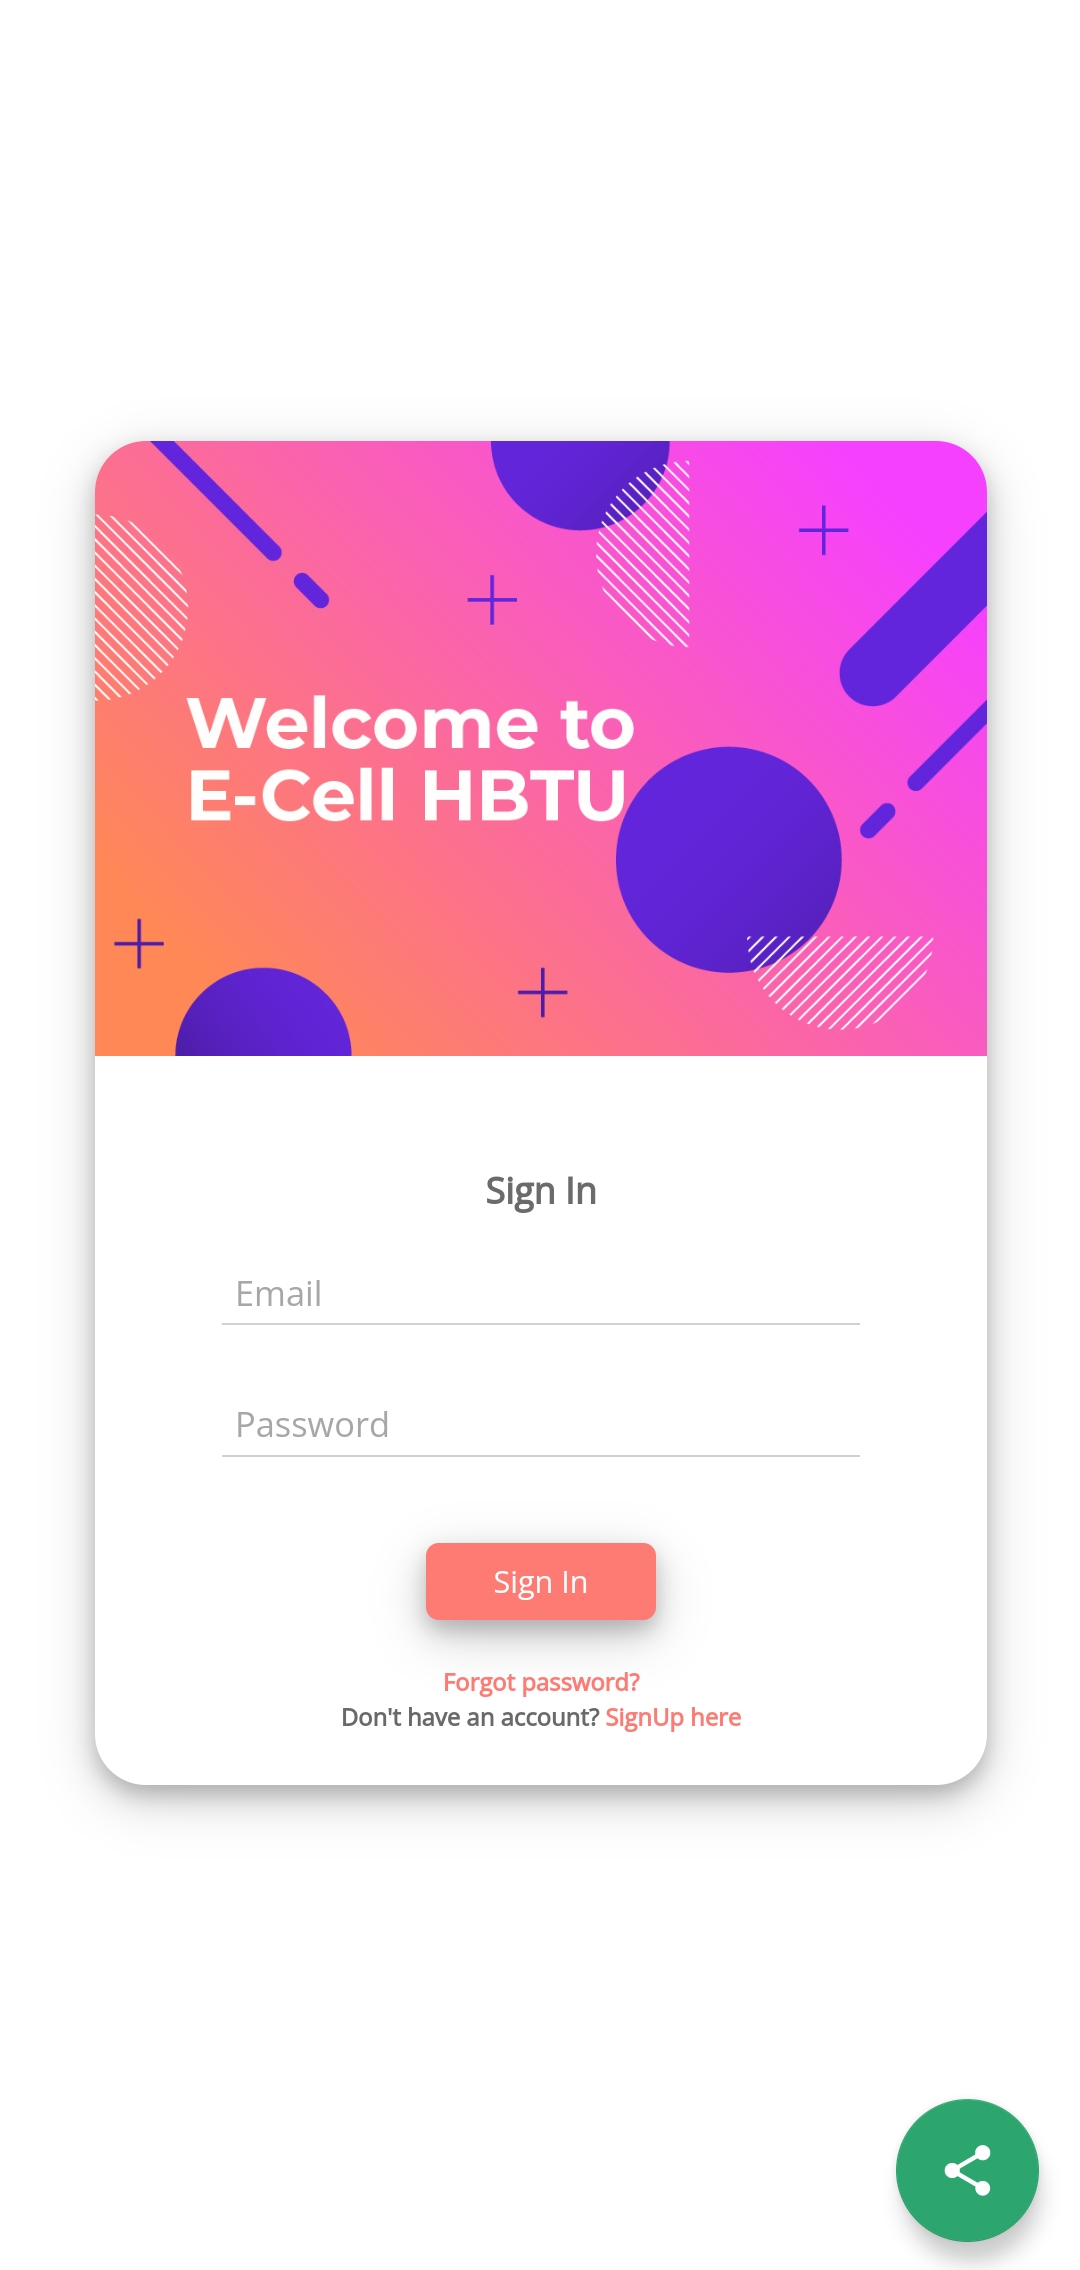 Welcome to
E-Cell HBTU
Sign In
Email
Password
Sign In
Forgot password?
Don't have an account? SignUp here